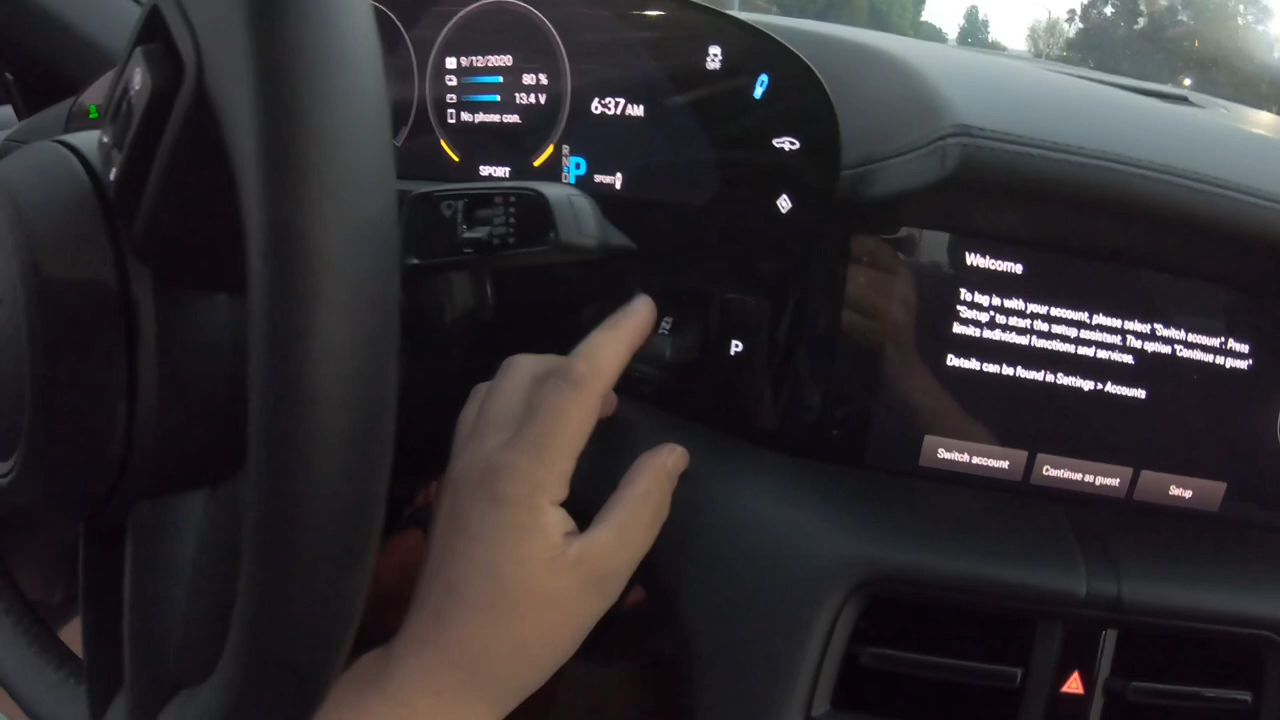 9/12/2020
80 %
13.4 V
No phone con.
SPORT
6:37AM
OFF
R
N
D
P
SPORT
P
Welcome
To log in with your account, please select "Switch account". Press
"Setup" to start the setup assistant. The option "Continue as guest"
limits individual functions and services.
Details can be found in Settings > Accounts
Switch account
Continue as guest
Setup